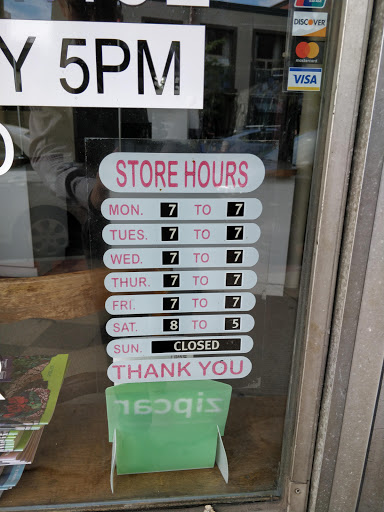 DISCOVER
mastercard
VISA
Y 5PM
STORE HOURS
MON. 7 TO 7
TUES. 7 TO 7
WED. 7 TO 7
THUR. 7 TO 7
FRI. 7 TO 7
SAT. 8 TO 5
SUN. CLOSED
THANK YOU
zipcar